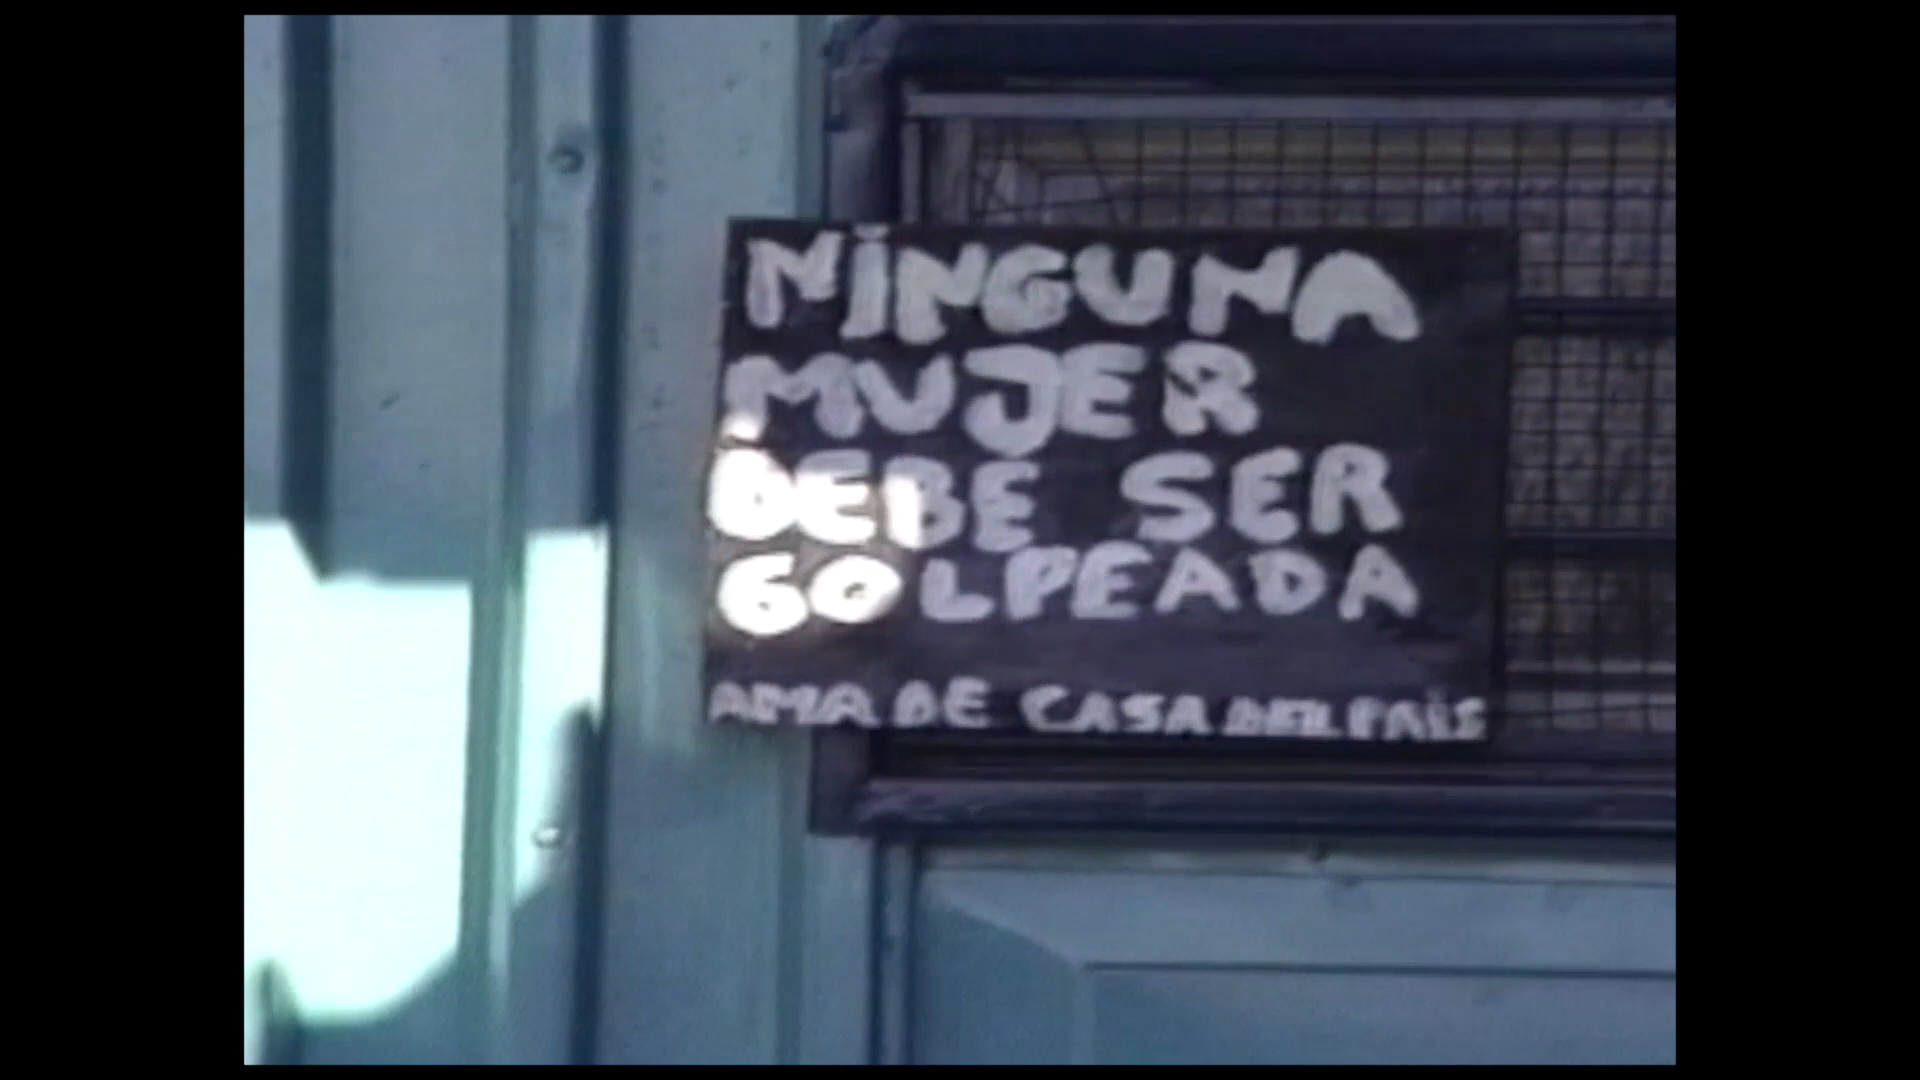 NINGUNA
MUJER
DEBE SER
GOLPEADA
AMA DE CASA DEL PAIS